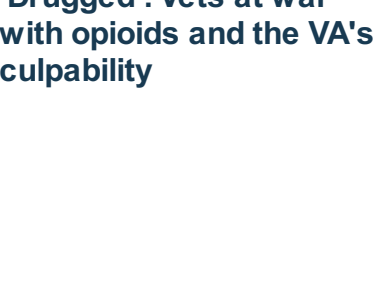 'Drugged': Vets at war
with opioids and the VA's
culpability